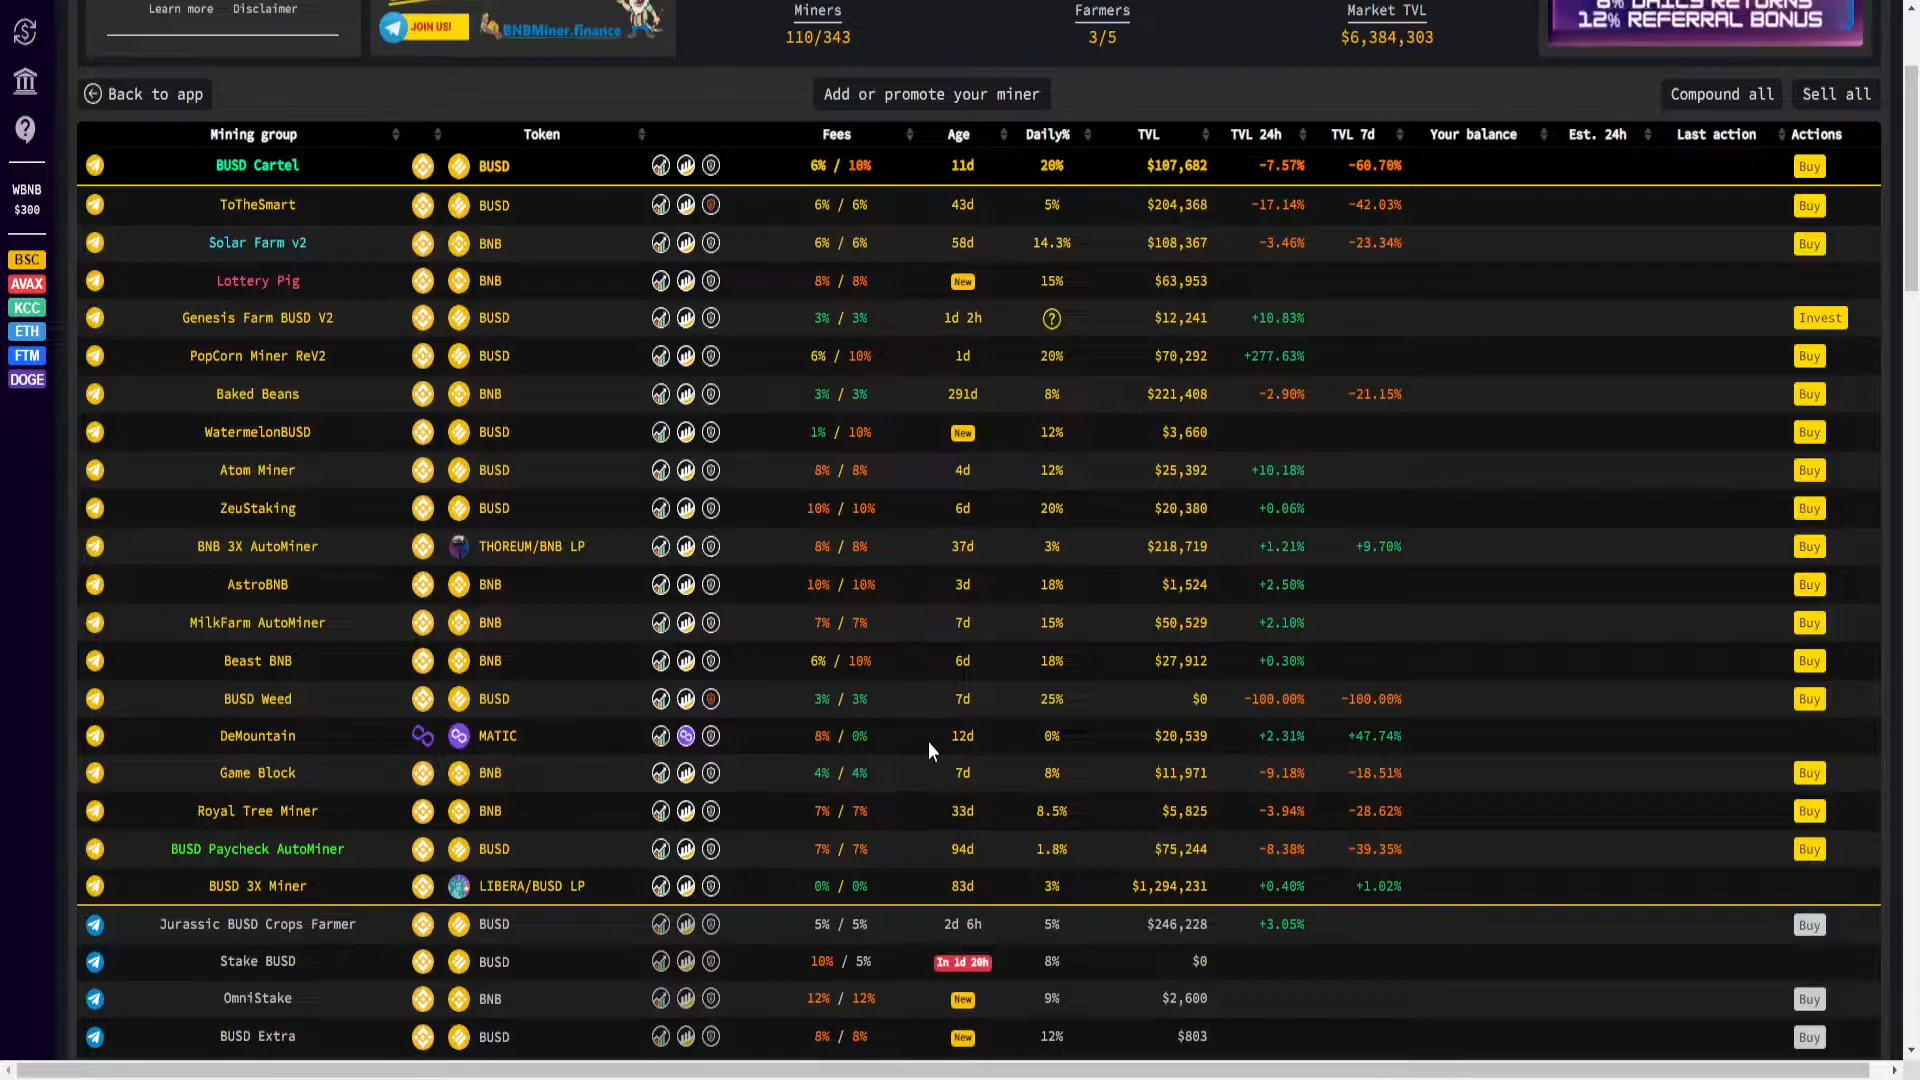 Learn more Disclaimer
JOIN US!
BNBMiner.finance
Miners
110/343
Farmers
3/5
Market TVL
$6,384,303
12% REFERRAL BONUS
Back to app Add or promote your miner Compound all Sell all
WBNB
$300
BSC
AVAX
KCC
ETH
FTM
DOGE
Mining group Token Fees Age Daily% TVL TVL 24h TVL 7d Your balance Est. 24h Last action Actions
BUSD Cartel BUSD 6% / 10% 11d 20% $107,682 -7.57% -60.70% Buy
ToTheSmart BUSD 6% / 6% 43d 5% $204,368 -17.14% -42.03% Buy
Solar Farm v2 BNB 6% / 6% 58d 14.3% $108,367 -3.46% -23.34% Buy
Lottery Pig BNB 8% / 8% New 15% $63,953
Genesis Farm BUSD V2 BUSD 3% / 3% 1d 2h ? $12,241 +10.83% Invest
PopCorn Miner ReV2 BUSD 6% / 10% 1d 20% $70,292 +277.63% Buy
Baked Beans BNB 3% / 3% 291d 8% $221,408 -2.90% -21.15% Buy
WatermelonBUSD BUSD 1% / 10% New 12% $3,660 Buy
Atom Miner BUSD 8% / 8% 4d 12% $25,392 +10.18% Buy
ZeuStaking BUSD 10% / 10% 6d 20% $20,380 +0.06% Buy
BNB 3X AutoMiner THOREUM/BNB LP 8% / 8% 37d 3% $218,719 +1.21% +9.70% Buy
AstroBNB BNB 10% / 10% 3d 18% $1,524 +2.50% Buy
MilkFarm AutoMiner BNB 7% / 7% 7d 15% $50,529 +2.10% Buy
Beast BNB BNB 6% / 10% 6d 18% $27,912 +0.30% Buy
BUSD Weed BUSD 3% / 3% 7d 25% $0 -100.00% -100.00% Buy
DeMountain MATIC 8% / 0% 12d 0% $20,539 +2.31% +47.74%
Game Block BNB 4% / 4% 7d 8% $11,971 -9.18% -18.51% Buy
Royal Tree Miner BNB 7% / 7% 33d 8.5% $5,825 -3.94% -28.62% Buy
BUSD Paycheck AutoMiner BUSD 7% / 7% 94d 1.8% $75,244 -8.38% -39.35% Buy
BUSD 3X Miner LIBERA/BUSD LP 0% / 0% 83d 3% $1,294,231 +0.40% +1.02%
Jurassic BUSD Crops Farmer BUSD 5% / 5% 2d 6h 5% $246,228 +3.05% Buy
Stake BUSD BUSD 10% / 5% In 1d 20h 8% $0
OmniStake BNB 12% / 12% New 9% $2,600 Buy
BUSD Extra BUSD 8% / 8% New 12% $803 Buy